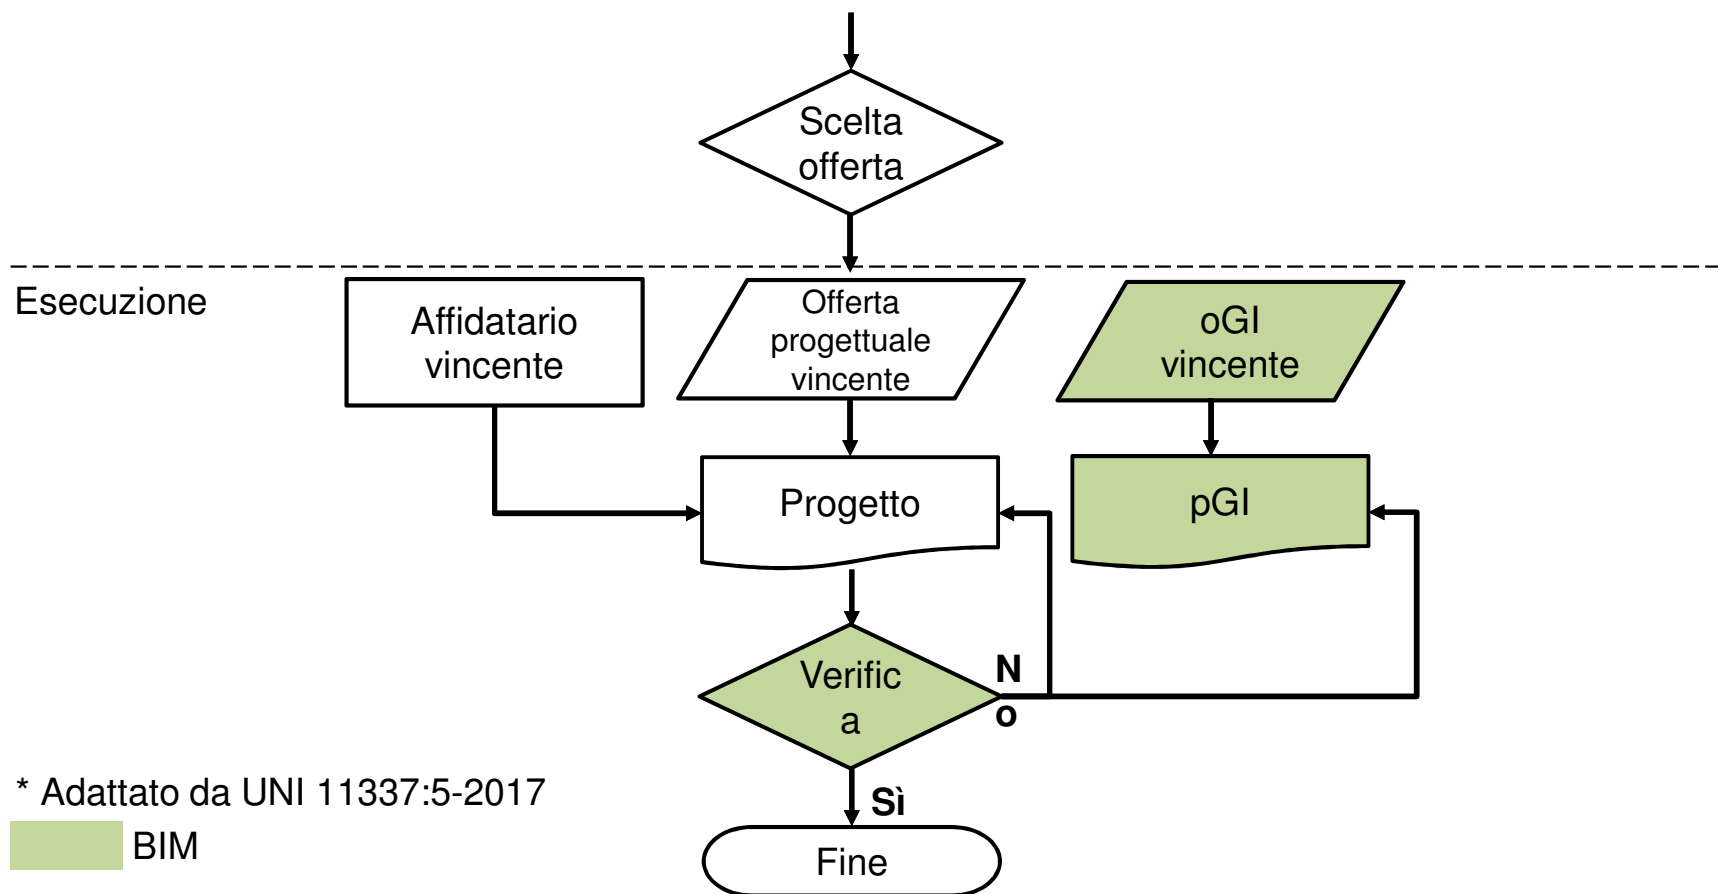 Scelta
offerta
Esecuzione
Affidatario
vincente
Offerta
progettuale
vincente
oGI
vincente
Progetto
pGI
Verific
a
N
o
Sì
Fine
* Adattato da UNI 11337:5-2017
BIM